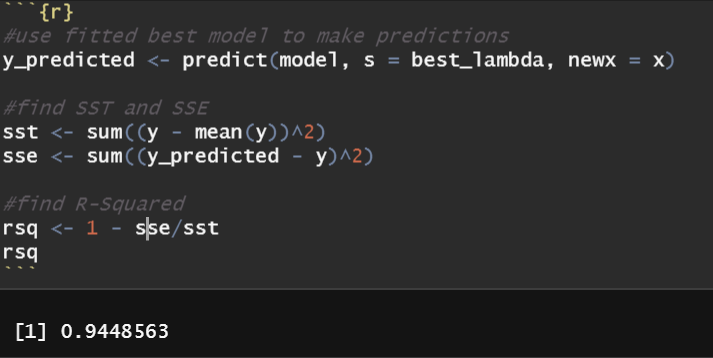 ```{r}
#use fitted best model to make predictions
y_predicted <- predict(model, s = best_lambda, newx = x)
#find SST and SSE
sst <- sum((y - mean(y))^2)
sse <- sum((y_predicted - y)^2)
#find R-Squared
rsq <- 1 - sse/sst
rsq
```
[1] 0.9448563